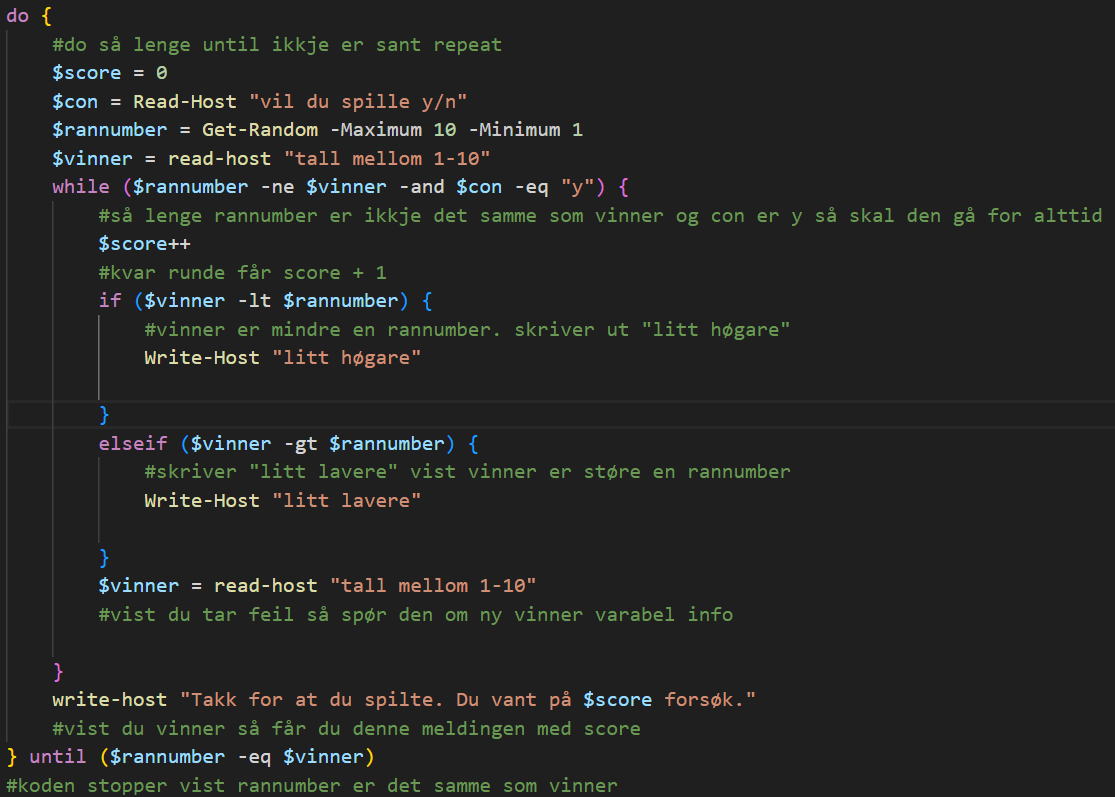 do {
#do så lenge until ikkje er sant repeat
$score = 0
$con = Read-Host "vil du spille y/n"
$rannumber = Get-Random -Maximum 10 -Minimum 1
$vinner = read-host "tall mellom 1-10"
while ($rannumber -ne $vinner -and $con -eq "y") {
#så lenge rannumber er ikkje det samme som vinner og con er y så skal den gå for alttid
$score++
#kvar runde får score + 1
if ($vinner -lt $rannumber) {
#vinner er mindre en rannumber. skriver ut "litt høgare"
Write-Host "litt høgare"
}
elseif ($vinner -gt $rannumber) {
#skriver "litt lavere" vist vinner er støre en rannumber
Write-Host "litt lavere"
}
$vinner = read-host "tall mellom 1-10"
#vist du tar feil så spør den om ny vinner varabel info
}
write-host "Takk for at du spilte. Du vant på $score forsøk."
#vist du vinner så får du denne meldingen med score
} until ($rannumber -eq $vinner)
#koden stopper vist rannumber er det samme som vinner